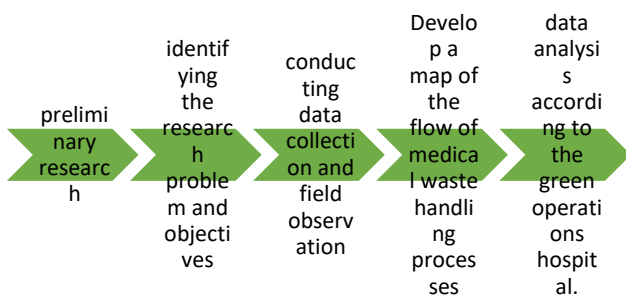 prelimi
nary
researc
h
identif
ying
the
researc
h
proble
m and
objecti
ves
conduc
ting
data
collecti
on and
field
observ
ation
Develo
p a
map of
the
flow of
medica
l waste
handli
ng
proces
ses
data
analysi
s
accordi
ng to
the
green
operati
ons
hospit
al.